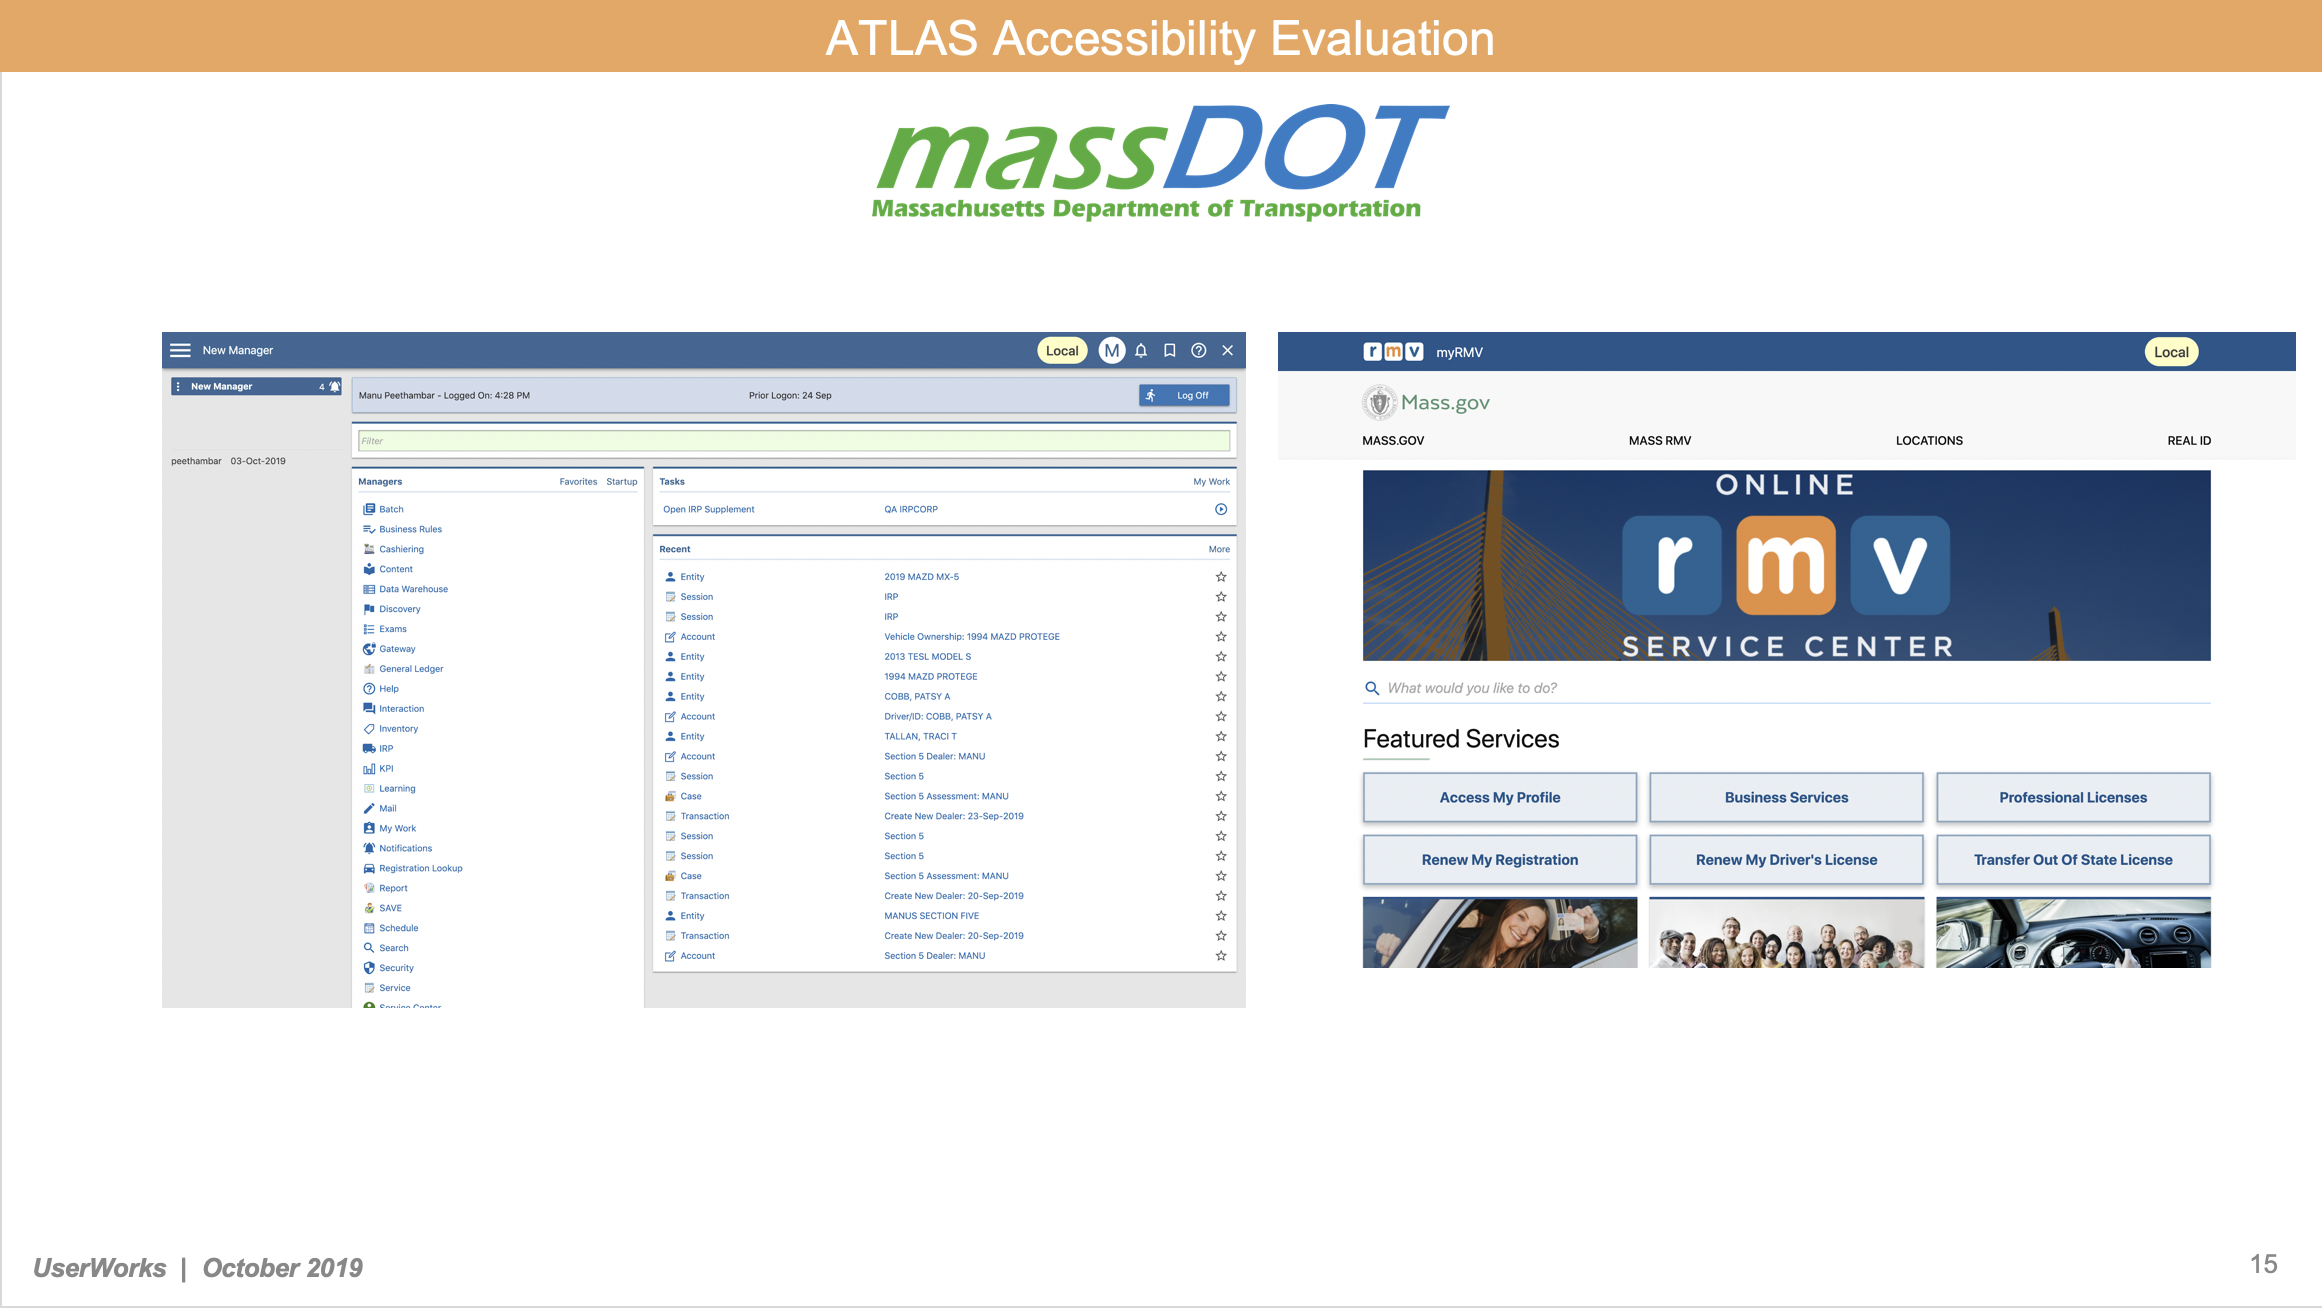 ATLAS Accessibility Evaluation
massDOT
Massachusetts Department of Transportation
New Manager
Local
M
New Manager
4
peethambar 03-Oct-2019
Manu Peethambar - Logged On: 4:28 PM
Prior Logon: 24 Sep
Log Off
Filter
Managers
Favorites
Startup
Batch
Business Rules
Cashiering
Content
Data Warehouse
Discovery
Exams
Gateway
General Ledger
Help
Interaction
Inventory
IRP
KPI
Learning
Mail
My Work
Notifications
Registration Lookup
Report
SAVE
Schedule
Search
Security
Service
Service Center
Tasks
My Work
Open IRP Supplement QA IRPCORP
Recent
More
Entity 2019 MAZD MX-5
Session IRP
Session IRP
Account Vehicle Ownership: 1994 MAZD PROTEGE
Entity 2013 TESL MODEL S
Entity 1994 MAZD PROTEGE
Entity COBB, PATSY A
Account Driver/ID: COBB, PATSY A
Entity TALLAN, TRACI T
Account Section 5 Dealer: MANU
Session Section 5
Case Section 5 Assessment: MANU
Transaction Create New Dealer: 23-Sep-2019
Session Section 5
Session Section 5
Case Section 5 Assessment: MANU
Transaction Create New Dealer: 20-Sep-2019
Entity MANUS SECTION FIVE
Transaction Create New Dealer: 20-Sep-2019
Account Section 5 Dealer: MANU
rmv myRMV
Local
Mass.gov
MASS.GOV MASS RMV LOCATIONS REAL ID
ONLINE
rmv
SERVICE CENTER
What would you like to do?
Featured Services
Access My Profile
Business Services
Professional Licenses
Renew My Registration
Renew My Driver's License
Transfer Out Of State License
UserWorks | October 2019
15